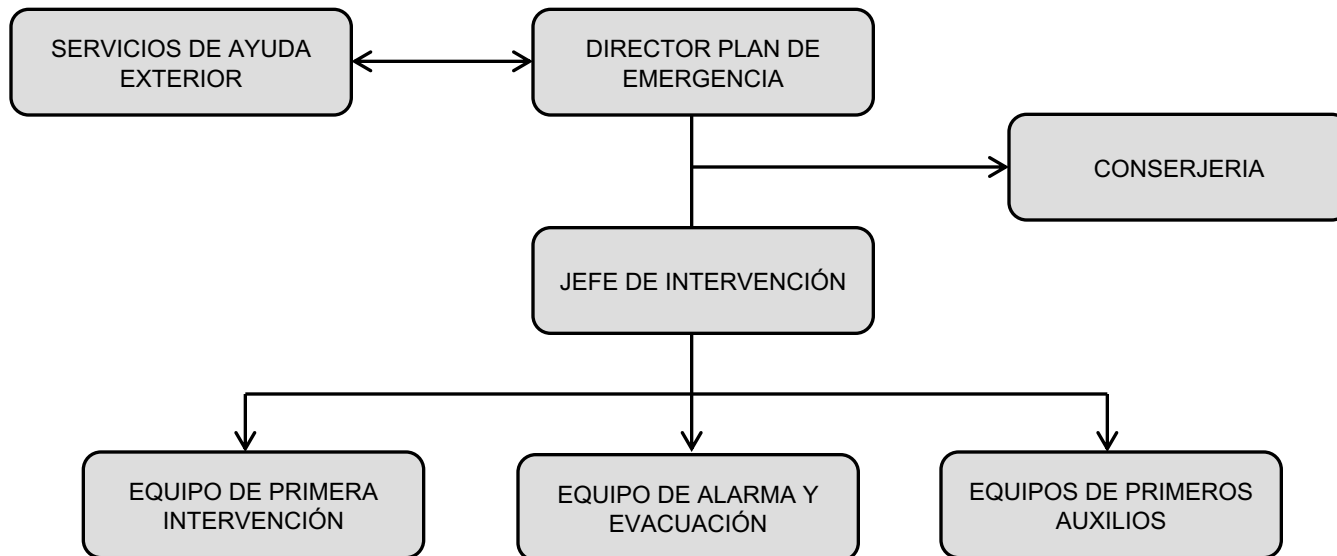 SERVICIOS DE AYUDA
EXTERIOR
DIRECTOR PLAN DE
EMERGENCIA
CONSERJERIA
JEFE DE INTERVENCIÓN
EQUIPO DE PRIMERA
INTERVENCIÓN
EQUIPO DE ALARMA Y
EVACUACIÓN
EQUIPOS DE PRIMEROS
AUXILIOS